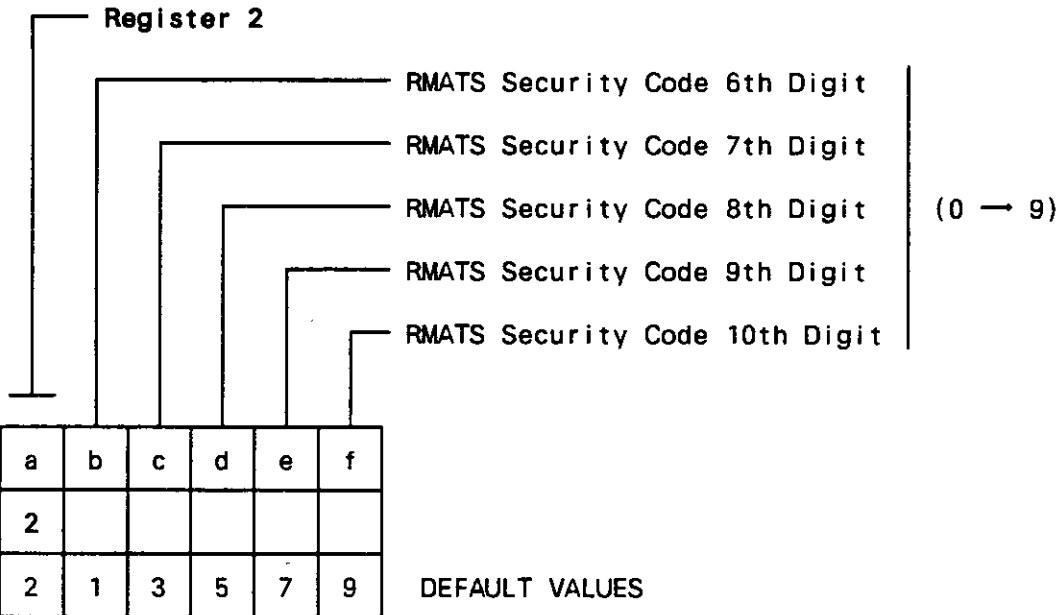 Register 2
RMATS Security Code 6th Digit
RMATS Security Code 7th Digit
RMATS Security Code 8th Digit (0 → 9)
RMATS Security Code 9th Digit
RMATS Security Code 10th Digit
a b c d e f
2
2 1 3 5 7 9 DEFAULT VALUES